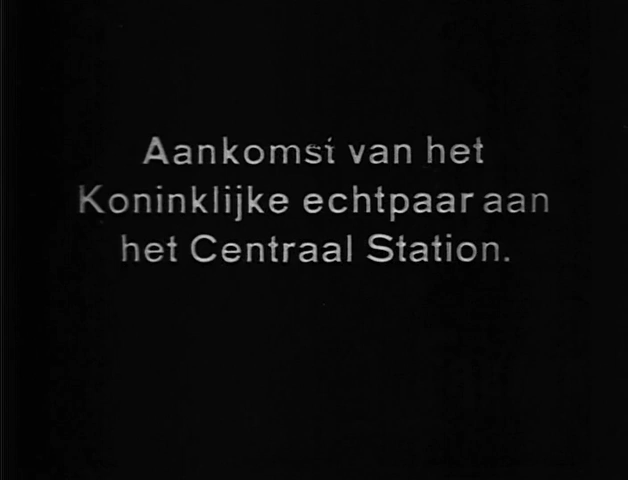 Aankomst van het
Koninklijke echtpaar aan
het Centraal Station.